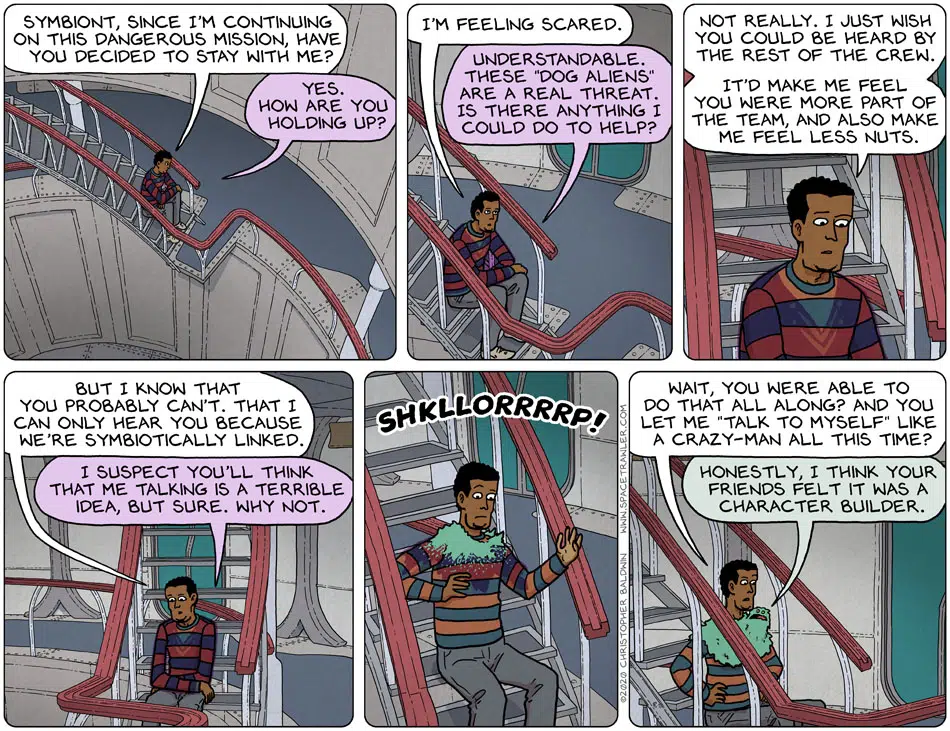 SYMBIONT, SINCE I'M CONTINUING
ON THIS DANGEROUS MISSION, HAVE
YOU DECIDED TO STAY WITH ME?
YES.
HOW ARE YOU
HOLDING UP?
I'M FEELING SCARED.
UNDERSTANDABLE.
THESE "DOG ALIENS"
ARE A REAL THREAT.
IS THERE ANYTHING I
COULD DO TO HELP?
NOT REALLY. I JUST WISH
YOU COULD BE HEARD BY
THE REST OF THE CREW.
IT'D MAKE ME FEEL
YOU WERE MORE PART OF
THE TEAM, AND ALSO MAKE
ME FEEL LESS NUTS.
BUT I KNOW THAT
YOU PROBABLY CAN'T. THAT I
CAN ONLY HEAR YOU BECAUSE
WE'RE SYMBIOTICALLY LINKED.
I SUSPECT YOU'LL THINK
THAT ME TALKING IS A TERRIBLE
IDEA, BUT SURE. WHY NOT.
SHKLLORRRRP!
©2020 CHRISTOPHER BALDWIN WWW.SPACETRAWLER.COM
WAIT, YOU WERE ABLE TO
DO THAT ALL ALONG? AND YOU
LET ME "TALK TO MYSELF" LIKE
A CRAZY-MAN ALL THIS TIME?
HONESTLY, I THINK YOUR
FRIENDS FELT IT WAS A
CHARACTER BUILDER.